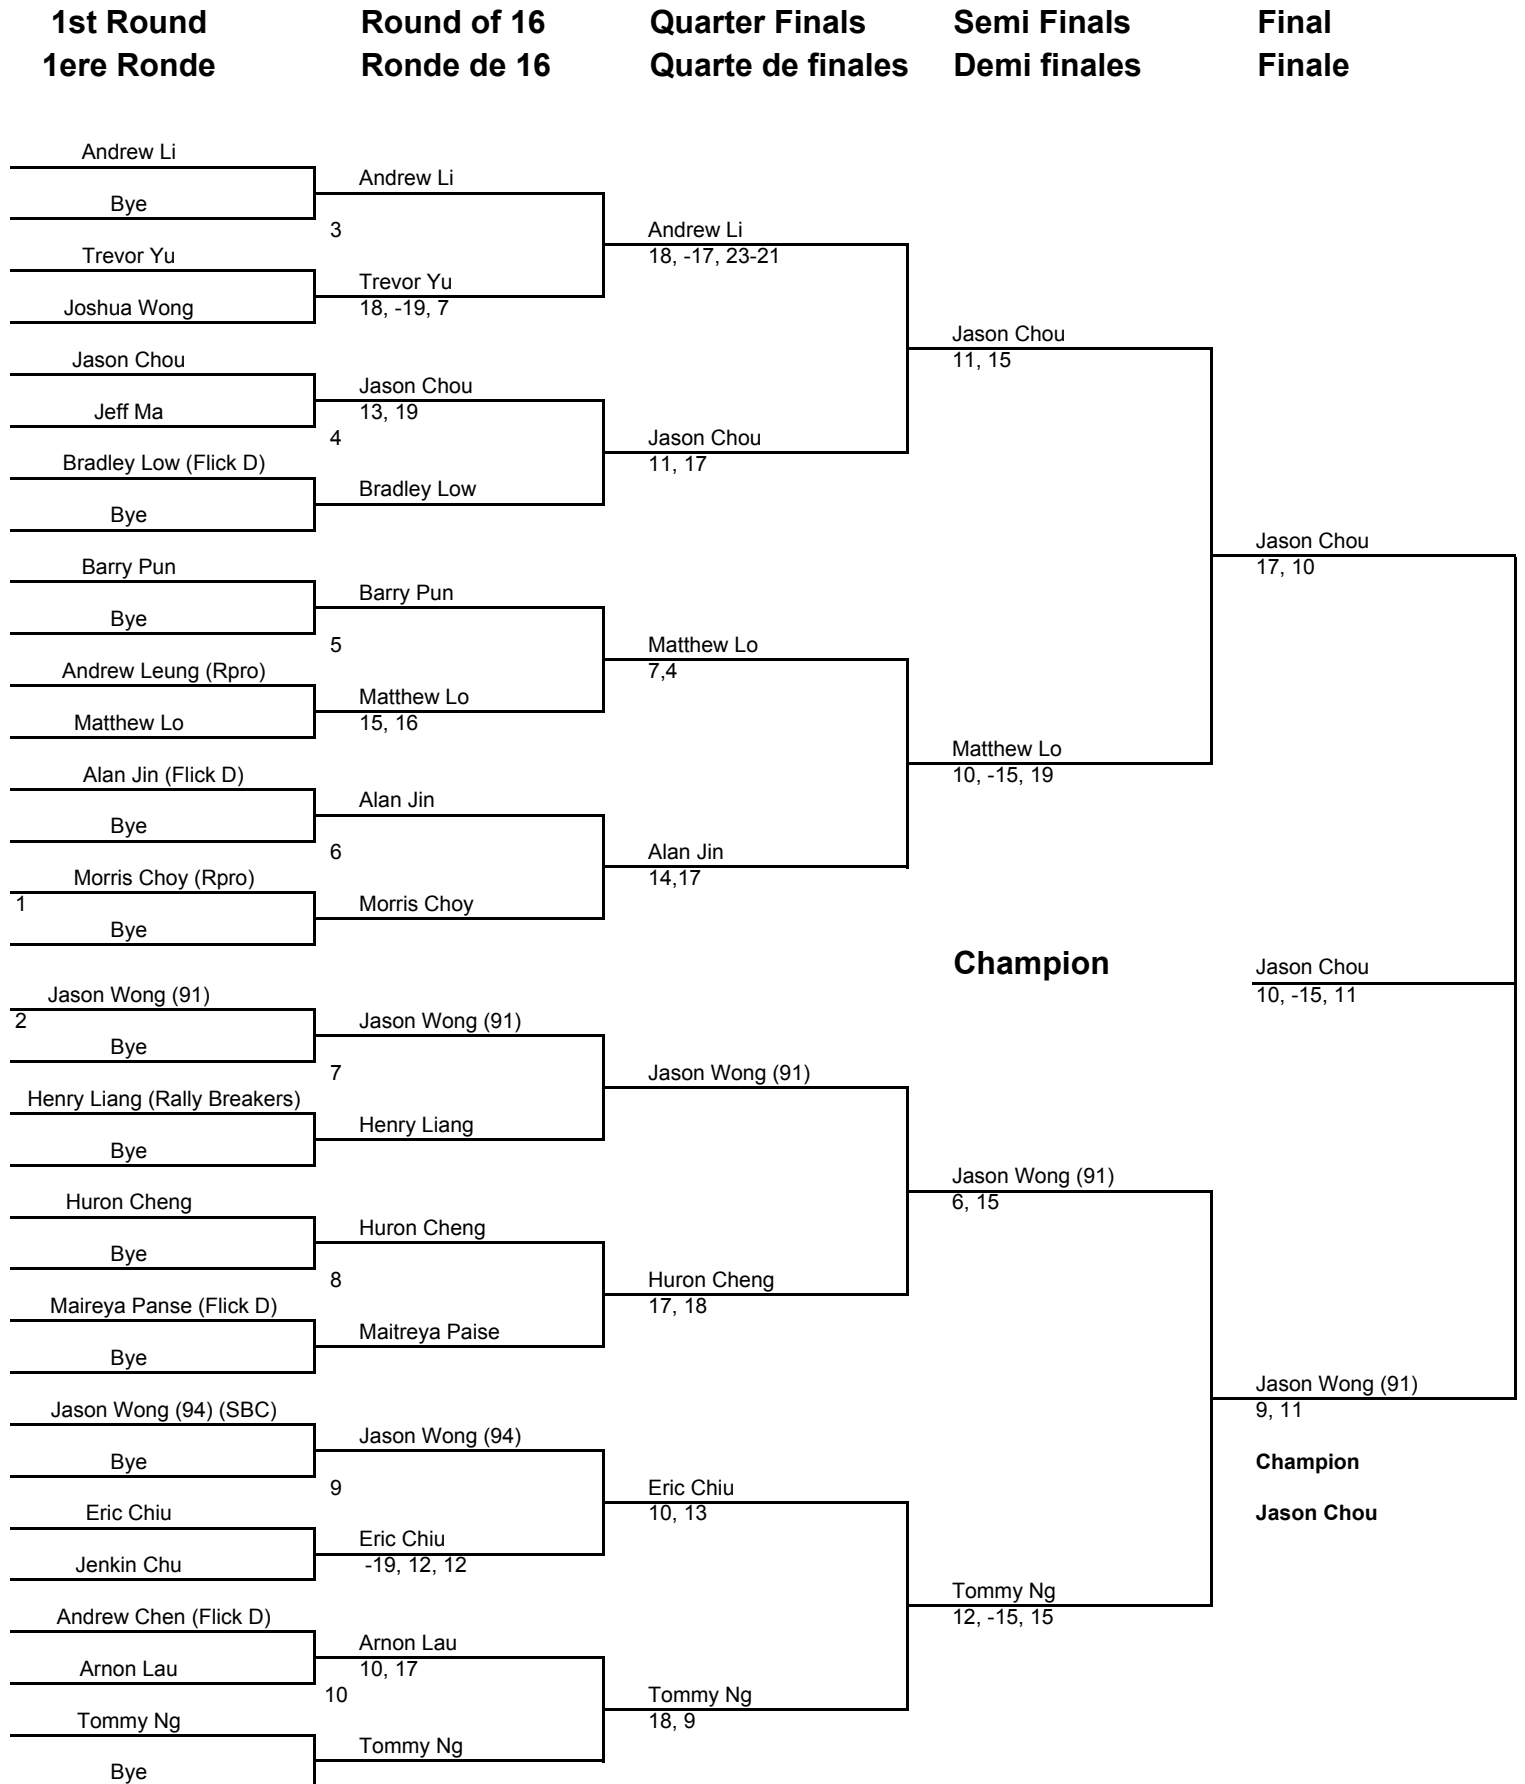 1st Round
1ere Ronde
Round of 16
Ronde de 16
Quarter Finals
Quarte de finales
Semi Finals
Demi finales
Final
Finale
Andrew Li
Bye
Trevor Yu
Joshua Wong
Jason Chou
Jeff Ma
Bradley Low (Flick D)
Bye
Barry Pun
Bye
Andrew Leung (Rpro)
Matthew Lo
Alan Jin (Flick D)
Bye
Morris Choy (Rpro)
1
Bye
Jason Wong (91)
2
Bye
Henry Liang (Rally Breakers)
Bye
Huron Cheng
Bye
Maireya Panse (Flick D)
Bye
Jason Wong (94) (SBC)
Bye
Eric Chiu
Jenkin Chu
Andrew Chen (Flick D)
Arnon Lau
Tommy Ng
Bye
Andrew Li
3
Trevor Yu
18, -19, 7
Jason Chou
13, 19
4
Bradley Low
Barry Pun
5
Matthew Lo
15, 16
Alan Jin
6
Morris Choy
Jason Wong (91)
7
Henry Liang
Huron Cheng
8
Maitreya Paise
Jason Wong (94)
9
Eric Chiu
-19, 12, 12
Arnon Lau
10, 17
10
Tommy Ng
Andrew Li
18, -17, 23-21
Jason Chou
11, 17
Matthew Lo
7,4
Alan Jin
14,17
Jason Wong (91)
Huron Cheng
17, 18
Eric Chiu
10, 13
Tommy Ng
18, 9
Jason Chou
11, 15
Matthew Lo
10, -15, 19
Champion
Jason Wong (91)
6, 15
Tommy Ng
12, -15, 15
Jason Chou
17, 10
Jason Chou
10, -15, 11
Jason Wong (91)
9, 11
Champion
Jason Chou